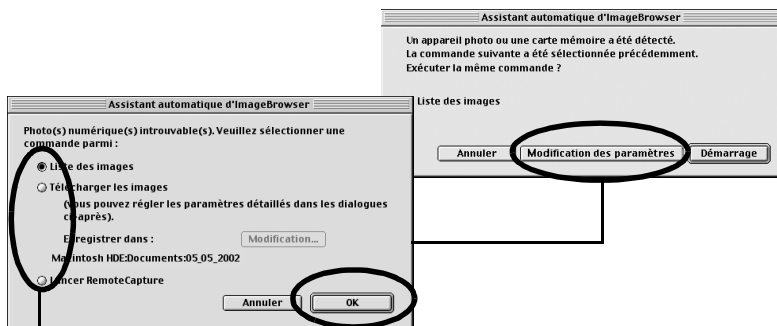 Assistant automatique d'ImageBrowser
Un appareil photo ou une carte mémoire a été détecté.
La commande suivante a été sélectionnée précédemment.
Exécuter la même commande ?
Liste des images
Annuler
Modification des paramètres
Démarrage
Assistant automatique d'ImageBrowser
Photo(s) numérique(s) introuvable(s). Veuillez sélectionner une
commande parmi :
Liste des images
Télécharger les images
(Vous pouvez régler les paramètres détaillés dans les dialogues
ci-après).
Enregistrer dans :
Modification...
Macintosh HDE:Documents:05_05_2002
Lancer RemoteCapture
Annuler
OK